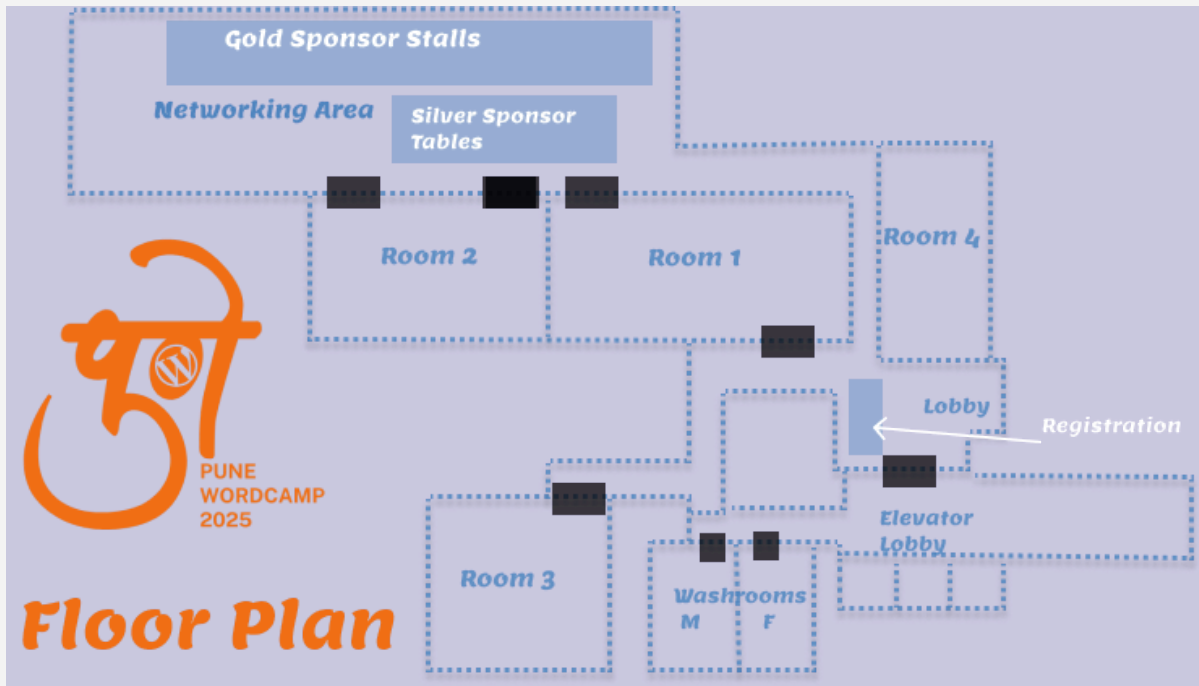 Gold Sponsor Stalls
Networking Area
Silver Sponsor
Tables
Room 2
Room 1
Room 4
Lobby
Registration
पुणे
PUNE
WORDCAMP
2025
Elevator
Lobby
Room 3
Washrooms
M F
Floor Plan